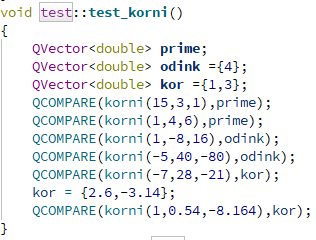 void test::test_korni()
{
    QVector<double> prime;
    QVector<double> odink ={4};
    QVector<double> kor ={1,3};
    QCOMPARE(korni(15,3,1),prime);
    QCOMPARE(korni(1,4,6),prime);
    QCOMPARE(korni(1,-8,16),odink);
    QCOMPARE(korni(-5,40,-80),odink);
    QCOMPARE(korni(-7,28,-21),kor);
    kor = {2.6,-3.14};
    QCOMPARE(korni(1,0.54,-8.164),kor);
}